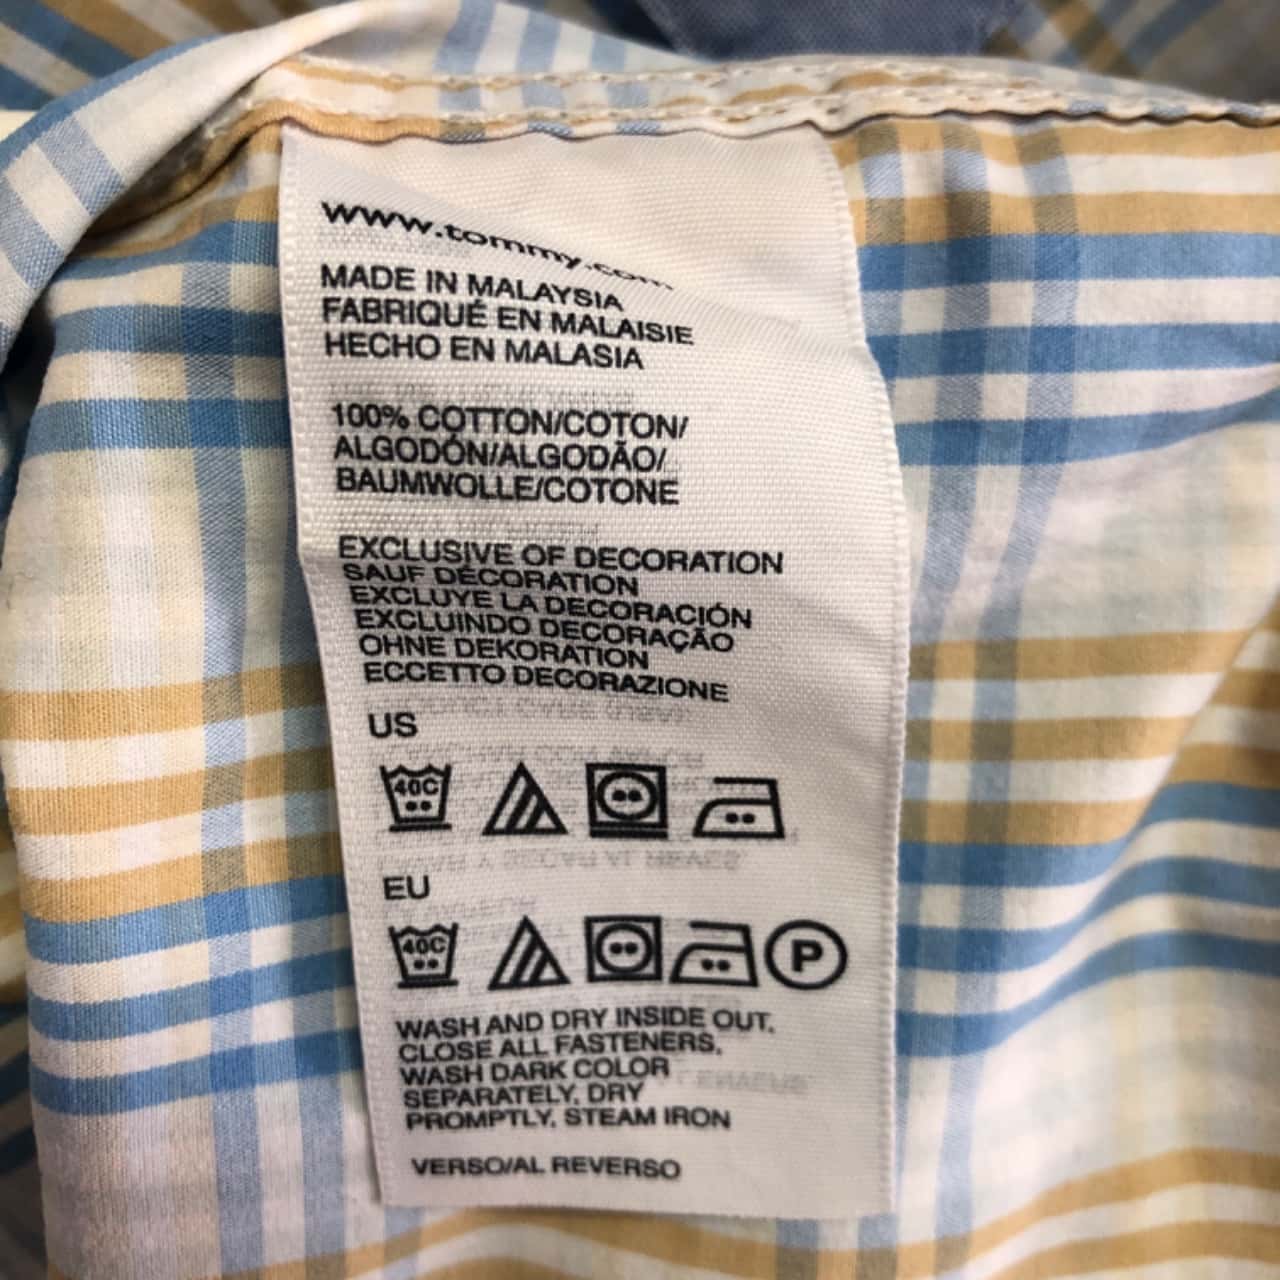 www.tommy.com
MADE IN MALAYSIA
FABRIQUÉ EN MALAISIE
HECHO EN MALASIA
100% COTTON/COTON/
ALGODÓN/ALGODÃO/
BAUMWOLLE/COTONE
EXCLUSIVE OF DECORATION
SAUF DÉCORATION
EXCLUYE LA DECORACIÓN
EXCLUINDO DECORAÇÃO
OHNE DEKORATION
ECCETTO DECORAZIONE
US
40C
EU
40C P
WASH AND DRY INSIDE OUT,
CLOSE ALL FASTENERS,
WASH DARK COLOR
SEPARATELY, DRY
PROMPTLY, STEAM IRON
VERSO/AL REVERSO